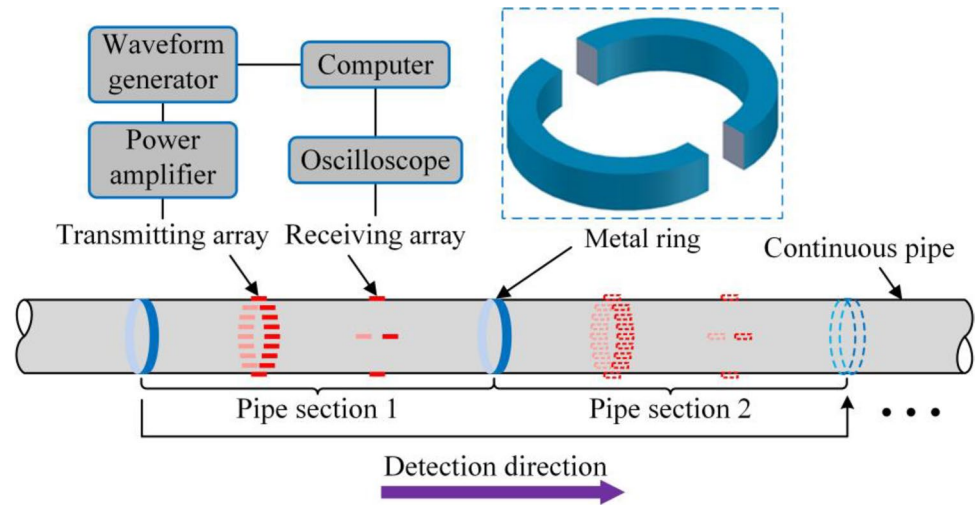 Waveform
generator
Computer
Power
amplifier
Oscilloscope
Transmitting array
Receiving array
Metal ring
Continuous pipe
Pipe section 1
Pipe section 2
Detection direction